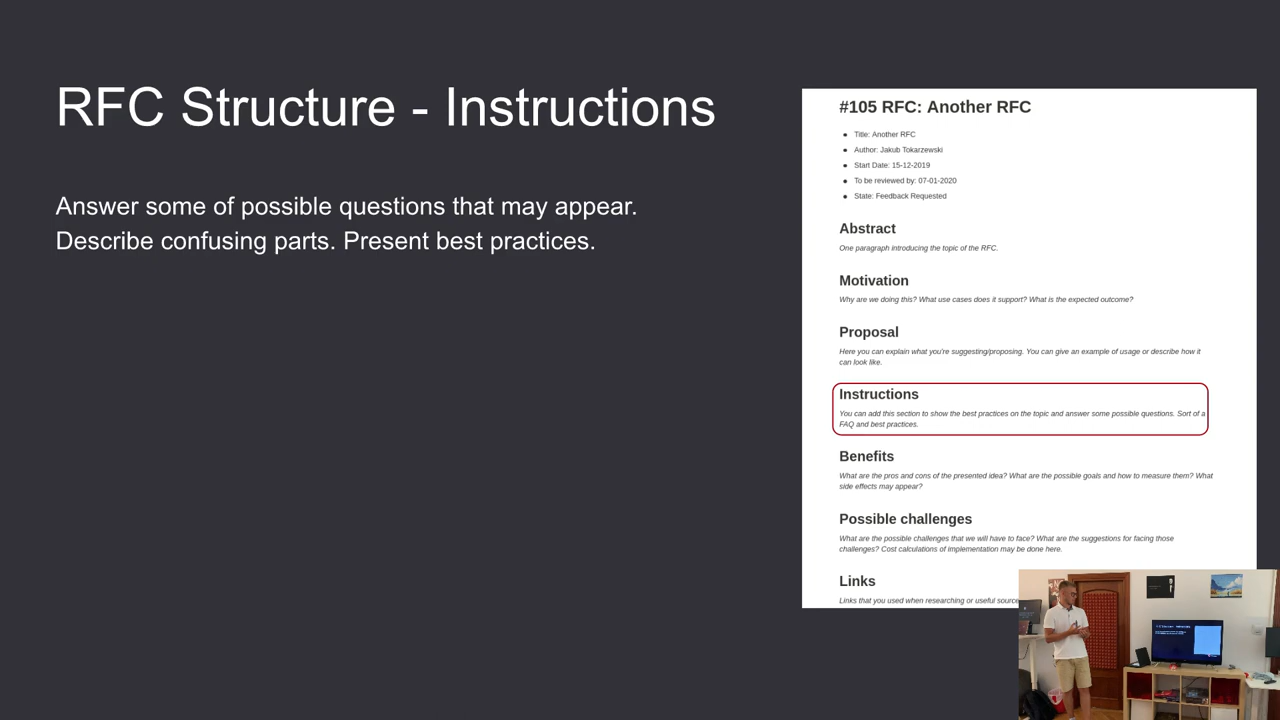 RFC Structure - Instructions
Answer some of possible questions that may appear.
Describe confusing parts. Present best practices.
#105 RFC: Another RFC
Title: Another RFC
Author: Jakub Tokarzewski
Start Date: 15-12-2019
To be reviewed by: 07-01-2020
State: Feedback Requested
Abstract
One paragraph introducing the topic of the RFC.
Motivation
Why are we doing this? What use cases does it support? What is the expected outcome?
Proposal
Here you can explain what you're suggesting/proposing. You can give an example of usage or describe how it
can look like.
Instructions
You can add this section to show the best practices on the topic and answer some possible questions. Sort of a
FAQ and best practices.
Benefits
What are the pros and cons of the presented idea? What are the possible goals and how to measure them? What
side effects may appear?
Possible challenges
What are the possible challenges that we will have to face? What are the suggestions for facing those
challenges? Cost calculations of implementation may be done here.
Links
Links that you used when researching or useful source